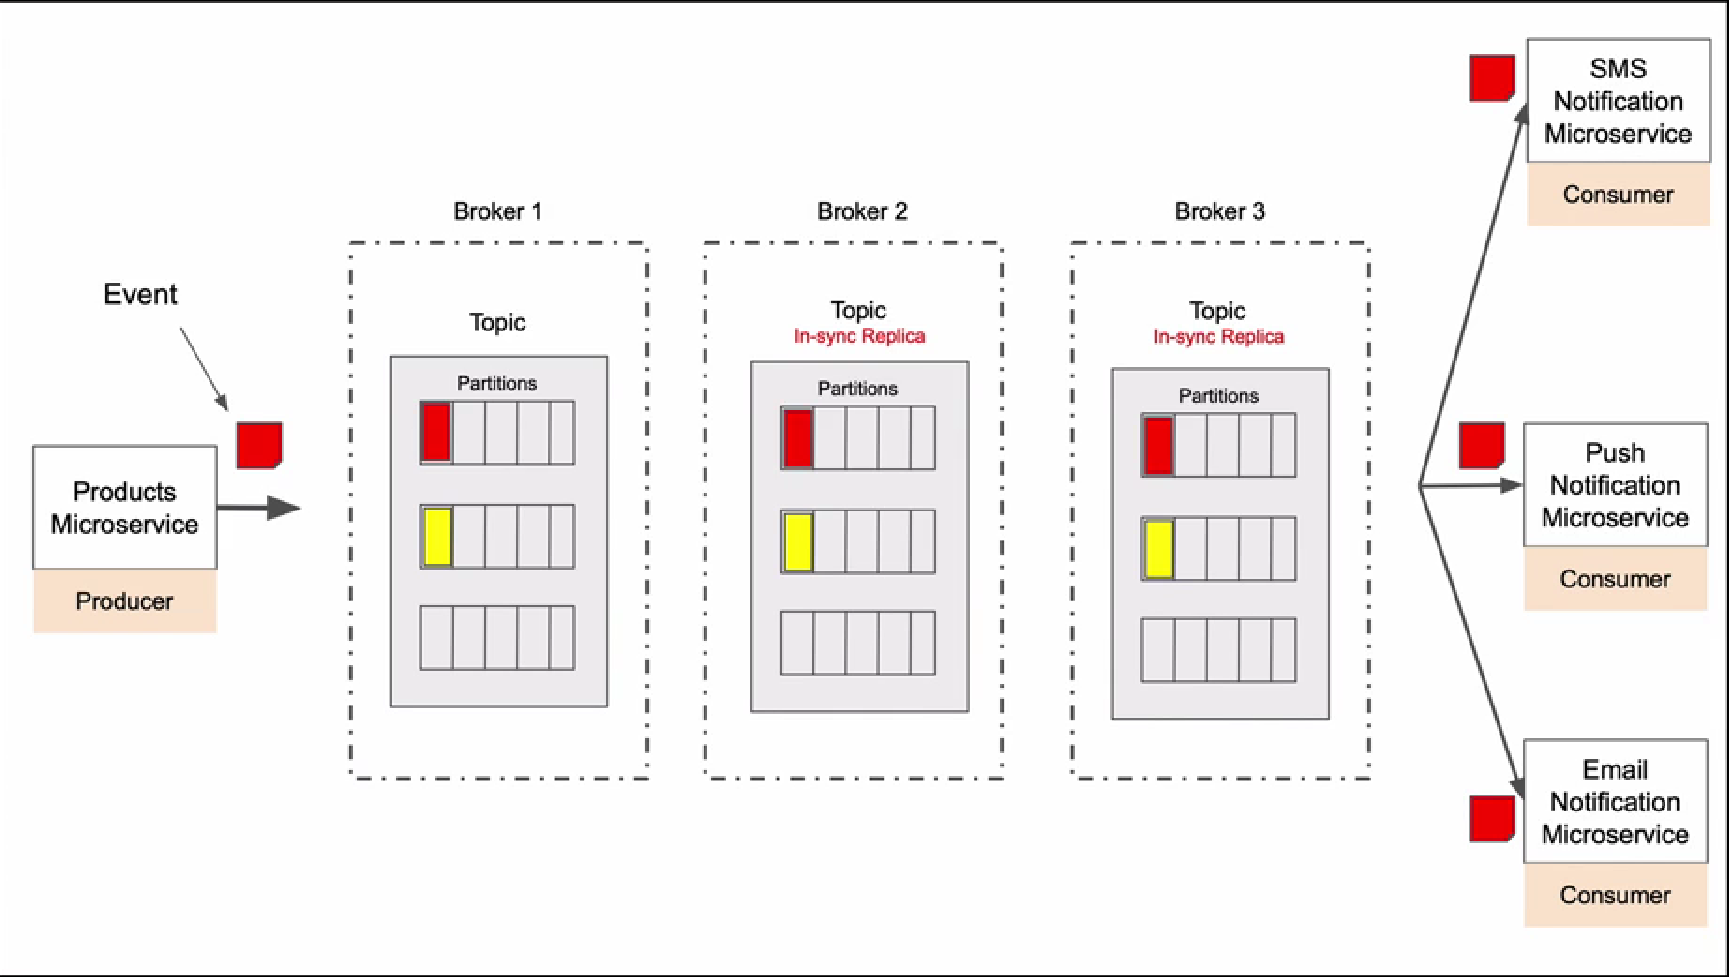 Event
Products
Microservice
Producer
Broker 1
Topic
Partitions
Broker 2
Topic
In-sync Replica
Partitions
Broker 3
Topic
In-sync Replica
Partitions
SMS
Notification
Microservice
Consumer
Push
Notification
Microservice
Consumer
Email
Notification
Microservice
Consumer